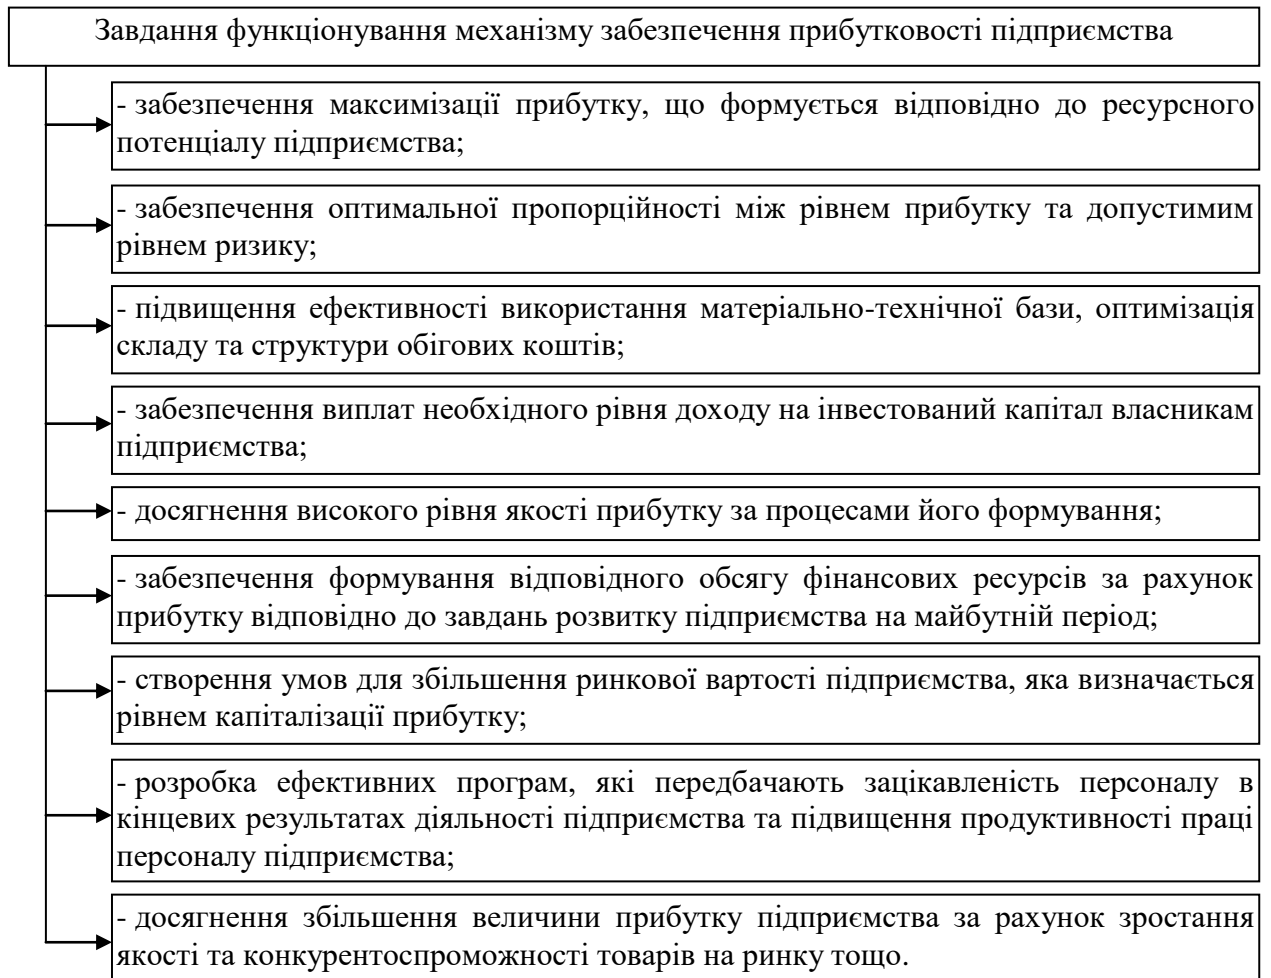 Завдання функціонування механізму забезпечення прибутковості підприємства
- забезпечення максимізації прибутку, що формується відповідно до ресурсного
потенціалу підприємства;
- забезпечення оптимальної пропорційності між рівнем прибутку та допустимим
рівнем ризику;
- підвищення ефективності використання матеріально-технічної бази, оптимізація
складу та структури обігових коштів;
- забезпечення виплат необхідного рівня доходу на інвестований капітал власникам
підприємства;
- досягнення високого рівня якості прибутку за процесами його формування;
- забезпечення формування відповідного обсягу фінансових ресурсів за рахунок
прибутку відповідно до завдань розвитку підприємства на майбутній період;
- створення умов для збільшення ринкової вартості підприємства, яка визначається
рівнем капіталізації прибутку;
- розробка ефективних програм, які передбачають зацікавленість персоналу в
кінцевих результатах діяльності підприємства та підвищення продуктивності праці
персоналу підприємства;
- досягнення збільшення величини прибутку підприємства за рахунок зростання
якості та конкурентоспроможності товарів на ринку тощо.